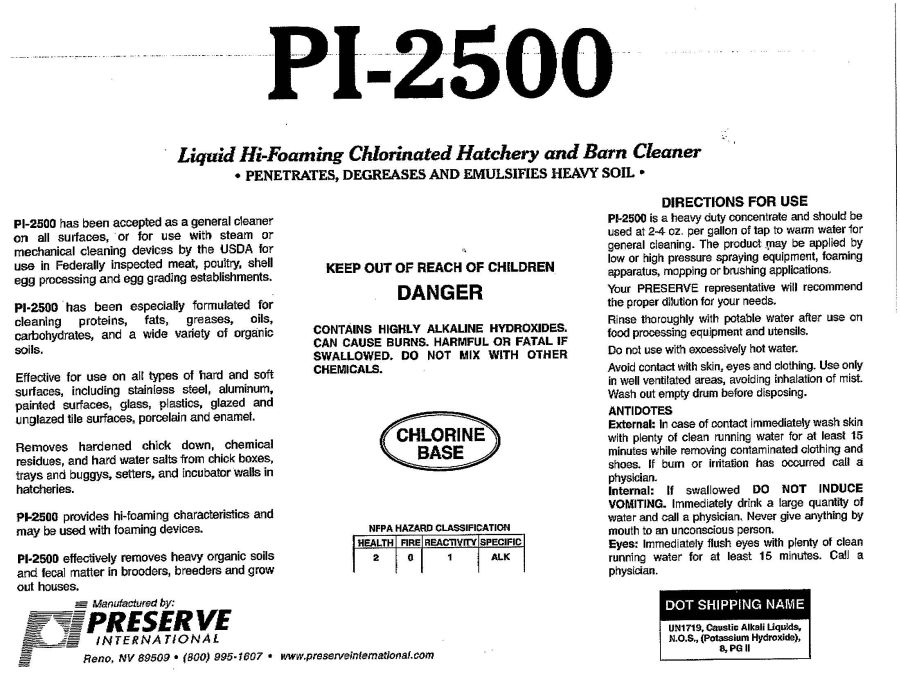 PI-2500
Liquid Hi-Foaming Chlorinated Hatchery and Barn Cleaner
• PENETRATES, DEGREASES AND EMULSIFIES HEAVY SOIL •
PI-2500 has been accepted as a general cleaner
on all surfaces, or for use with steam or
mechanical cleaning devices by the USDA for
use in Federally inspected meat, poultry, shell
egg processing and egg grading establishments.
PI-2500 has been especially formulated for
cleaning proteins, fats, greases, oils,
carbohydrates, and a wide variety of organic
soils.
Effective for use on all types of hard and soft
surfaces, including stainless steel, aluminum,
painted surfaces, glass, plastics, glazed and
unglazed tile surfaces, porcelain and enamel.
Removes hardened chick down, chemical
residues, and hard water salts from chick boxes,
trays and buggys, setters, and incubator walls in
hatcheries.
PI-2500 provides hi-foaming characteristics and
may be used with foaming devices.
PI-2500 effectively removes heavy organic soils
and fecal matter in brooders, breeders and grow
out houses.
Manufactured by:
PRESERVE
INTERNATIONAL
Reno, NV 89509 • (800) 995-1607 • www.preserveinternational.com
KEEP OUT OF REACH OF CHILDREN
DANGER
CONTAINS HIGHLY ALKALINE HYDROXIDES.
CAN CAUSE BURNS. HARMFUL OR FATAL IF
SWALLOWED. DO NOT MIX WITH OTHER
CHEMICALS.
CHLORINE
BASE
NFPA HAZARD CLASSIFICATION
HEALTH FIRE REACTIVITY SPECIFIC
2 0 1 ALK
DIRECTIONS FOR USE
PI-2500 is a heavy duty concentrate and should be
used at 2-4 oz. per gallon of tap to warm water for
general cleaning. The product may be applied by
low or high pressure spraying equipment, foaming
apparatus, mopping or brushing applications.
Your PRESERVE representative will recommend
the proper dilution for your needs.
Rinse thoroughly with potable water after use on
food processing equipment and utensils.
Do not use with excessively hot water.
Avoid contact with skin, eyes and clothing. Use only
in well ventilated areas, avoiding inhalation of mist.
Wash out empty drum before disposing.
ANTIDOTES
External: In case of contact immediately wash skin
with plenty of clean running water for at least 15
minutes while removing contaminated clothing and
shoes. If burn or irritation has occurred call a
physician.
Internal: If swallowed DO NOT INDUCE
VOMITING. Immediately drink a large quantity of
water and call a physician. Never give anything by
mouth to an unconscious person.
Eyes: Immediately flush eyes with plenty of clean
running water for at least 15 minutes. Call a
physician.
DOT SHIPPING NAME
UN1719, Caustic Alkali Liquids,
N.O.S., (Potassium Hydroxide),
8, PG II